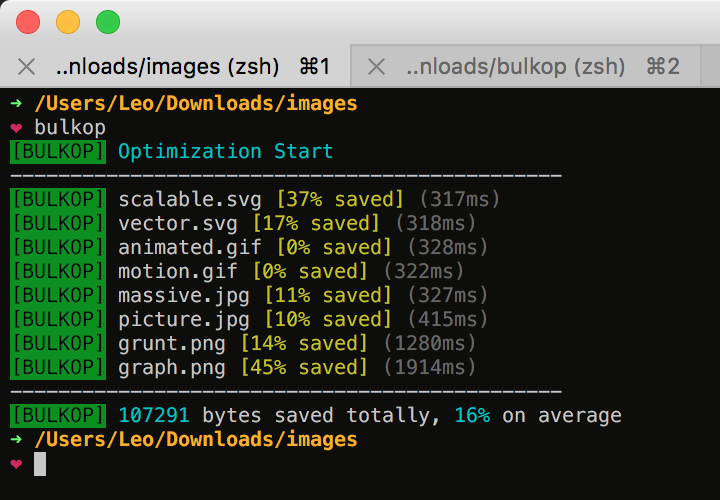 ..nloads/images (zsh) ⌘1 ..nloads/bulkop (zsh) ⌘2
➜ /Users/Leo/Downloads/images
❤ bulkop
[BULKOP] Optimization Start
----------------------------------------------
[BULKOP] scalable.svg [37% saved] (317ms)
[BULKOP] vector.svg [17% saved] (318ms)
[BULKOP] animated.gif [0% saved] (328ms)
[BULKOP] motion.gif [0% saved] (322ms)
[BULKOP] massive.jpg [11% saved] (327ms)
[BULKOP] picture.jpg [10% saved] (415ms)
[BULKOP] grunt.png [14% saved] (1280ms)
[BULKOP] graph.png [45% saved] (1914ms)
----------------------------------------------
[BULKOP] 107291 bytes saved totally, 16% on average
➜ /Users/Leo/Downloads/images
❤